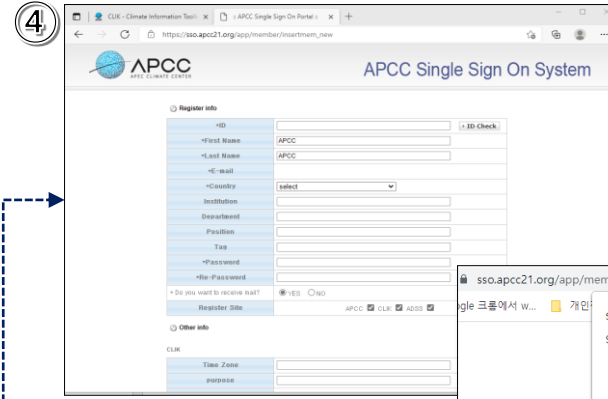 ④
CLIK - Climate Information Tooli
: APCC Single Sign On Portal :
https://sso.apcc21.org/app/member/insertmem_new
APCC
APEC CLIMATE CENTER
APCC Single Sign On System
Register info
*ID
ID Check
*First Name APCC
*Last Name APCC
*E-mail
*Country select
Institution
Department
Position
Tag
*Password
*Re-Password
* Do you want to receive mail? YES NO
Register Site APCC CLIK ADSS
Other info
CLIK
Time Zone
purpose
sso.apcc21.org/app/mem
ogle 크롬에서 w... 개인